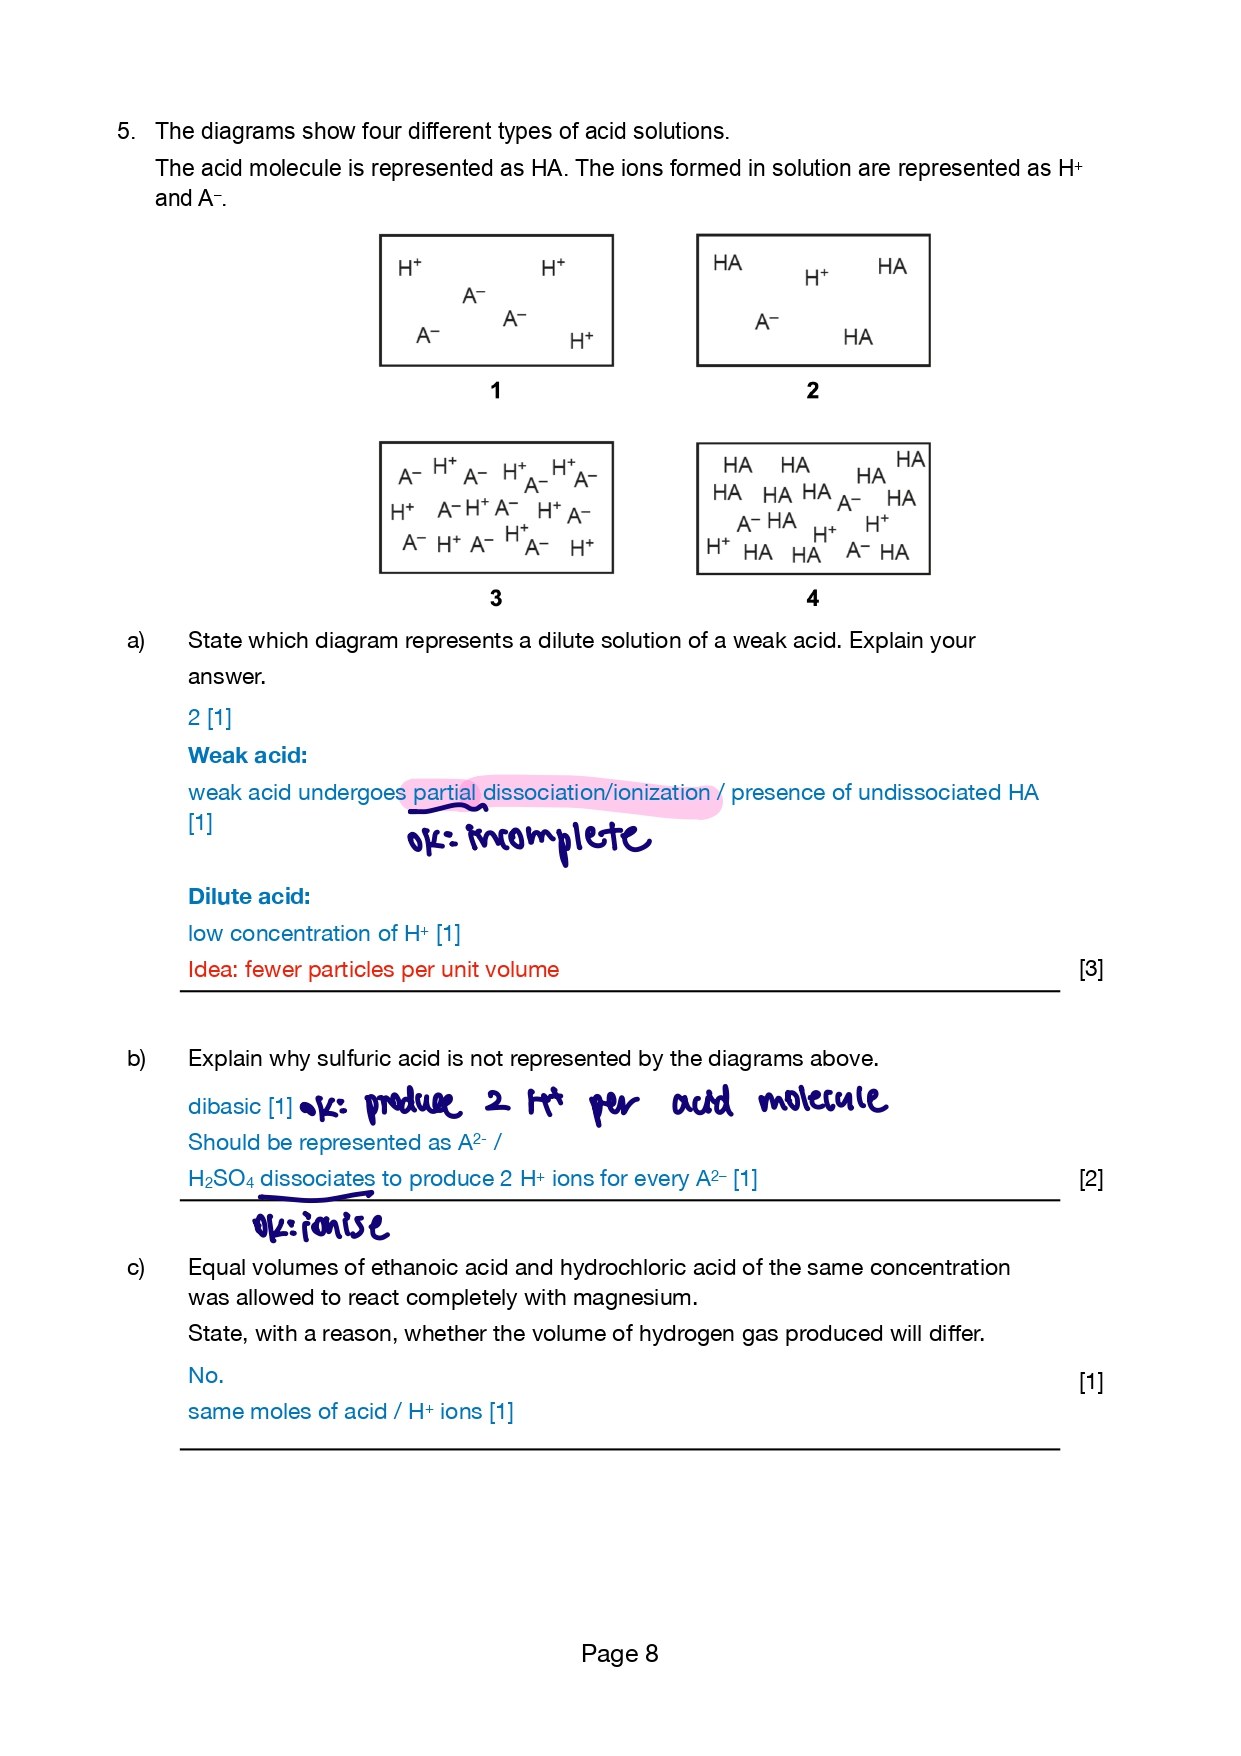 5. The diagrams show four different types of acid solutions.
The acid molecule is represented as HA. The ions formed in solution are represented as H⁺
and A⁻.
H⁺ H⁺
A⁻
A⁻
A⁻ H⁺
1
HA H⁺ HA
A⁻
HA
2
A⁻ H⁺ A⁻ H⁺ A⁻ H⁺ A⁻
H⁺ A⁻ H⁺ A⁻ H⁺ A⁻
A⁻ H⁺ A⁻ H⁺ A⁻ H⁺
3
HA HA HA HA
HA HA HA A⁻ HA
A⁻ HA H⁺ H⁺
H⁺ HA HA A⁻ HA
4
a) State which diagram represents a dilute solution of a weak acid. Explain your
answer.
2 [1]
Weak acid:
weak acid undergoes partial dissociation/ionization / presence of undissociated HA
[1]
ok: incomplete
Dilute acid:
low concentration of H⁺ [1]
Idea: fewer particles per unit volume [3]
b) Explain why sulfuric acid is not represented by the diagrams above.
dibasic [1] ok: produce 2 H⁺ per acid molecule
Should be represented as A²⁻ /
H₂SO₄ dissociates to produce 2 H⁺ ions for every A²⁻ [1] [2]
ok: ionise
c) Equal volumes of ethanoic acid and hydrochloric acid of the same concentration
was allowed to react completely with magnesium.
State, with a reason, whether the volume of hydrogen gas produced will differ.
No. [1]
same moles of acid / H⁺ ions [1]
Page 8